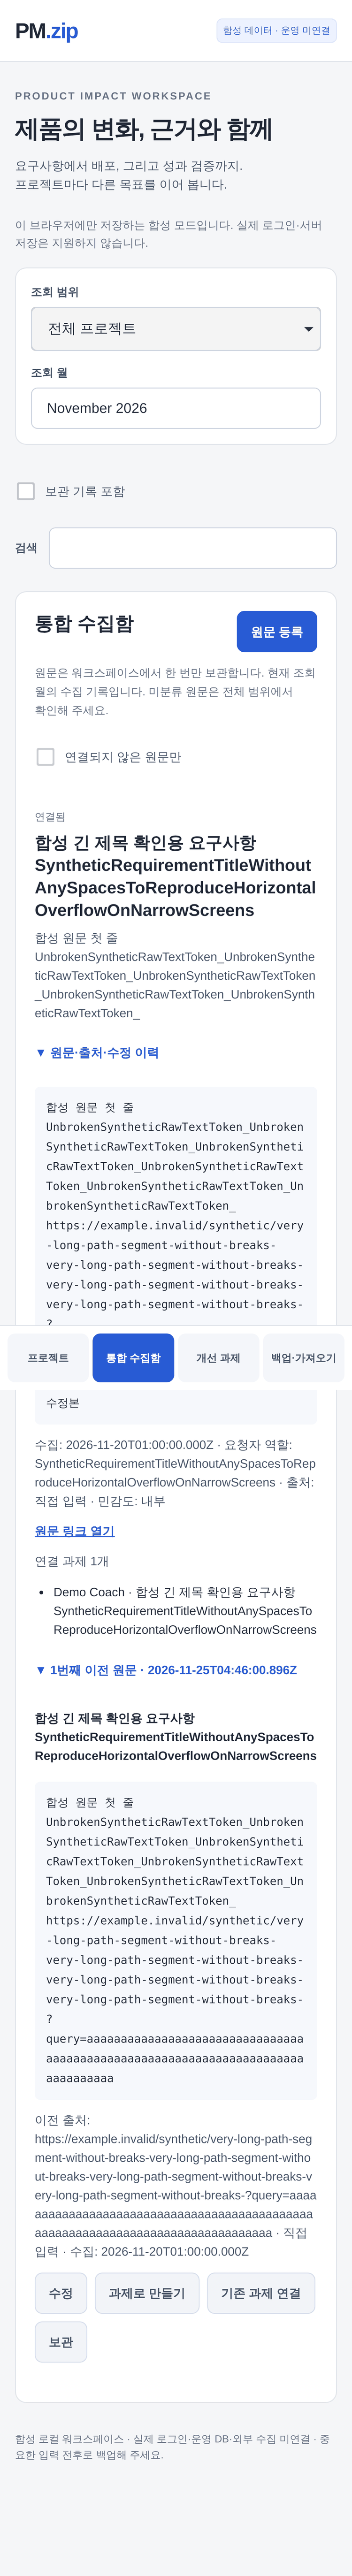 PM.zip
합성 데이터 · 운영 미연결
PRODUCT IMPACT WORKSPACE
제품의 변화, 근거와 함께
요구사항에서 배포, 그리고 성과 검증까지.
프로젝트마다 다른 목표를 이어 봅니다.
이 브라우저에만 저장하는 합성 모드입니다. 실제 로그인·서버
저장은 지원하지 않습니다.
조회 범위
전체 프로젝트
조회 월
November 2026
보관 기록 포함
검색
통합 수집함
원문 등록
원문은 워크스페이스에서 한 번만 보관합니다. 현재 조회
월의 수집 기록입니다. 미분류 원문은 전체 범위에서
확인해 주세요.
연결되지 않은 원문만
연결됨
합성 긴 제목 확인용 요구사항
SyntheticRequirementTitleWithout
AnySpacesToReproduceHorizontal
OverflowOnNarrowScreens
합성 원문 첫 줄
UnbrokenSyntheticRawTextToken_UnbrokenSynthe
ticRawTextToken_UnbrokenSyntheticRawTextToken
_UnbrokenSyntheticRawTextToken_UnbrokenSynth
eticRawTextToken_
▼ 원문·출처·수정 이력
합성 원문 첫 줄
UnbrokenSyntheticRawTextToken_Unbroken
SyntheticRawTextToken_UnbrokenSyntheti
cRawTextToken_UnbrokenSyntheticRawText
Token_UnbrokenSyntheticRawTextToken_Un
brokenSyntheticRawTextToken_
https://example.invalid/synthetic/very
-long-path-segment-without-breaks-
very-long-path-segment-without-breaks-
very-long-path-segment-without-breaks-
very-long-path-segment-without-breaks-
?
프로젝트
통합 수집함
개선 과제
백업·가져오기
수정본
수집: 2026-11-20T01:00:00.000Z · 요청자 역할:
SyntheticRequirementTitleWithoutAnySpacesToRep
roduceHorizontalOverflowOnNarrowScreens · 출처:
직접 입력 · 민감도: 내부
원문 링크 열기
연결 과제 1개
• Demo Coach · 합성 긴 제목 확인용 요구사항
SyntheticRequirementTitleWithoutAnySpacesTo
ReproduceHorizontalOverflowOnNarrowScreens
▼ 1번째 이전 원문 · 2026-11-25T04:46:00.896Z
합성 긴 제목 확인용 요구사항
SyntheticRequirementTitleWithoutAnySpacesTo
ReproduceHorizontalOverflowOnNarrowScreens
합성 원문 첫 줄
UnbrokenSyntheticRawTextToken_Unbroken
SyntheticRawTextToken_UnbrokenSyntheti
cRawTextToken_UnbrokenSyntheticRawText
Token_UnbrokenSyntheticRawTextToken_Un
brokenSyntheticRawTextToken_
https://example.invalid/synthetic/very
-long-path-segment-without-breaks-
very-long-path-segment-without-breaks-
very-long-path-segment-without-breaks-
very-long-path-segment-without-breaks-
?
query=aaaaaaaaaaaaaaaaaaaaaaaaaaaaaaaa
aaaaaaaaaaaaaaaaaaaaaaaaaaaaaaaaaaaaaa
aaaaaaaaaa
이전 출처:
https://example.invalid/synthetic/very-long-path-seg
ment-without-breaks-very-long-path-segment-witho
ut-breaks-very-long-path-segment-without-breaks-v
ery-long-path-segment-without-breaks-?query=aaaa
aaaaaaaaaaaaaaaaaaaaaaaaaaaaaaaaaaaaaaaaa
aaaaaaaaaaaaaaaaaaaaaaaaaaaaaaaaaaa · 직접
입력 · 수집: 2026-11-20T01:00:00.000Z
수정
과제로 만들기
기존 과제 연결
보관
합성 로컬 워크스페이스 · 실제 로그인·운영 DB·외부 수집 미연결 · 중
요한 입력 전후로 백업해 주세요.